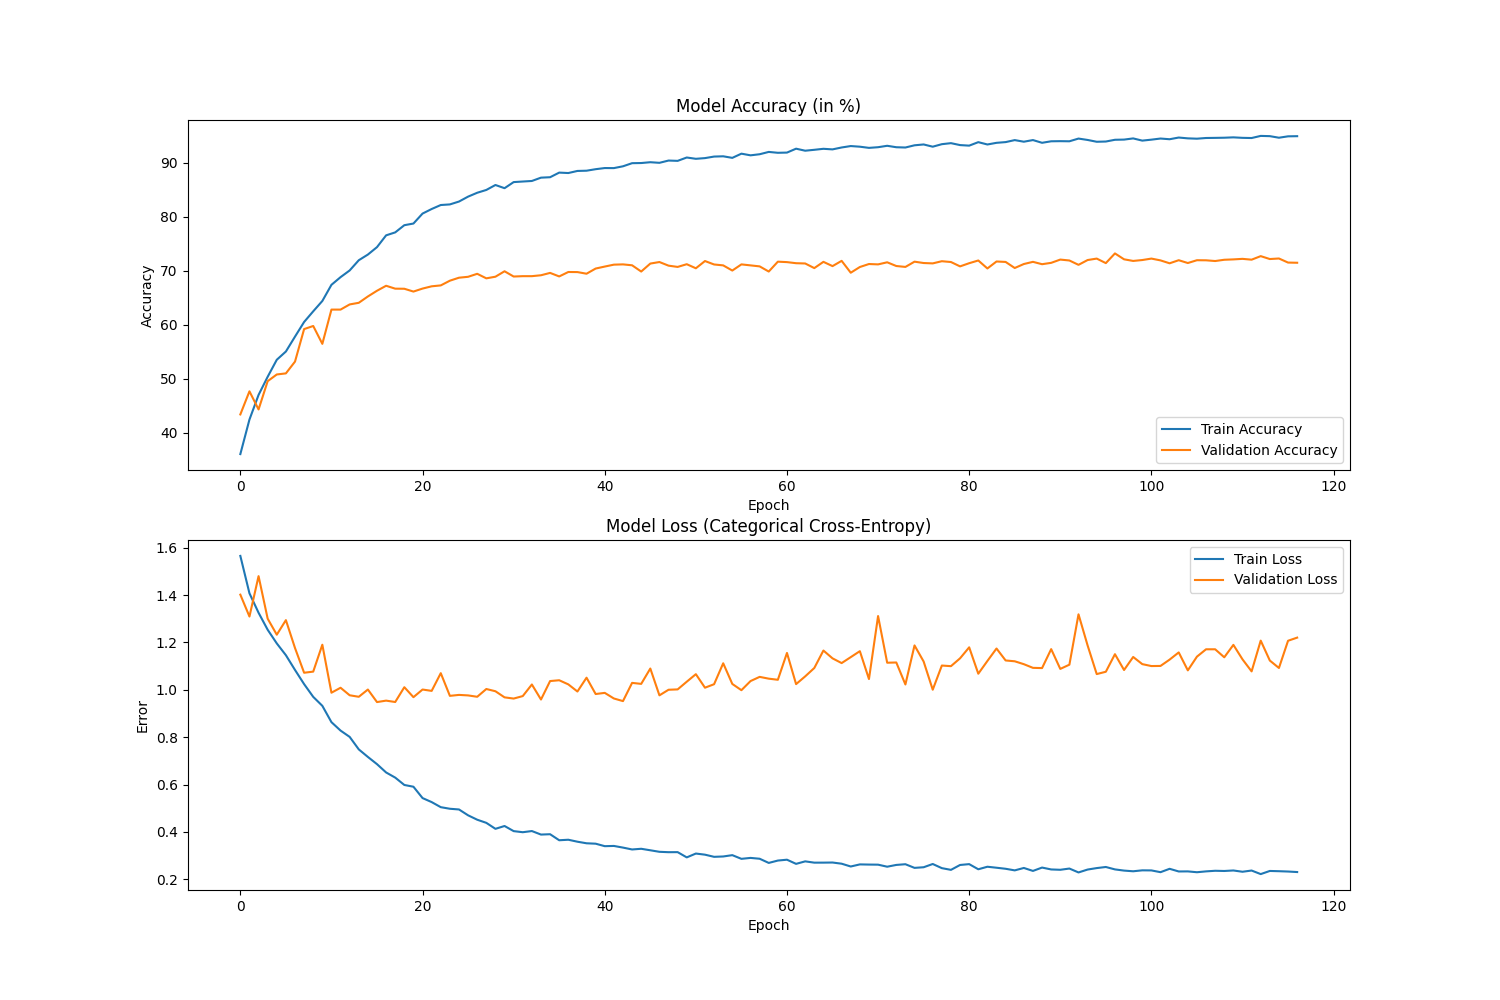 Model Accuracy (in %)
90
80
70
60
50
40
Accuracy
Train Accuracy
Validation Accuracy
0 20 40 60 80 100 120
Epoch
Model Loss (Categorical Cross-Entropy)
1.6
1.4
1.2
1.0
0.8
0.6
0.4
0.2
Error
Train Loss
Validation Loss
0 20 40 60 80 100 120
Epoch